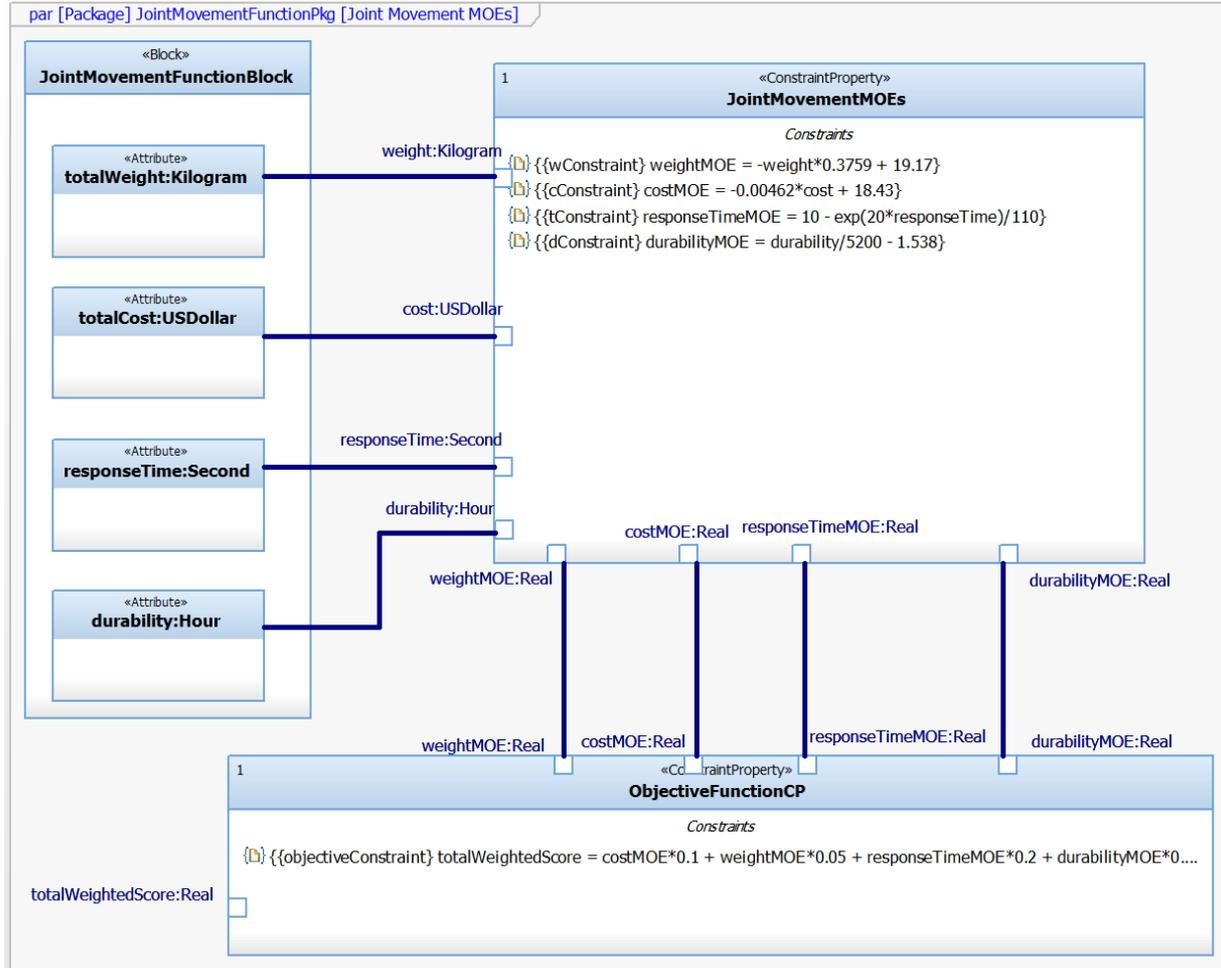 par [Package] JointMovementFunctionPkg [Joint Movement MOEs]
«Block»
JointMovementFunctionBlock
«Attribute»
totalWeight:Kilogram
«Attribute»
totalCost:USDollar
«Attribute»
responseTime:Second
«Attribute»
durability:Hour
weight:Kilogram
cost:USDollar
responseTime:Second
durability:Hour
1
«ConstraintProperty»
JointMovementMOEs
Constraints
{{wConstraint} weightMOE = -weight*0.3759 + 19.17}
{{cConstraint} costMOE = -0.00462*cost + 18.43}
{{tConstraint} responseTimeMOE = 10 - exp(20*responseTime)/110}
{{dConstraint} durabilityMOE = durability/5200 - 1.538}
costMOE:Real
responseTimeMOE:Real
weightMOE:Real
durabilityMOE:Real
weightMOE:Real
costMOE:Real
responseTimeMOE:Real
durabilityMOE:Real
1
«Co raintProperty»
ObjectiveFunctionCP
Constraints
{{objectiveConstraint} totalWeightedScore = costMOE*0.1 + weightMOE*0.05 + responseTimeMOE*0.2 + durabilityMOE*0....
totalWeightedScore:Real